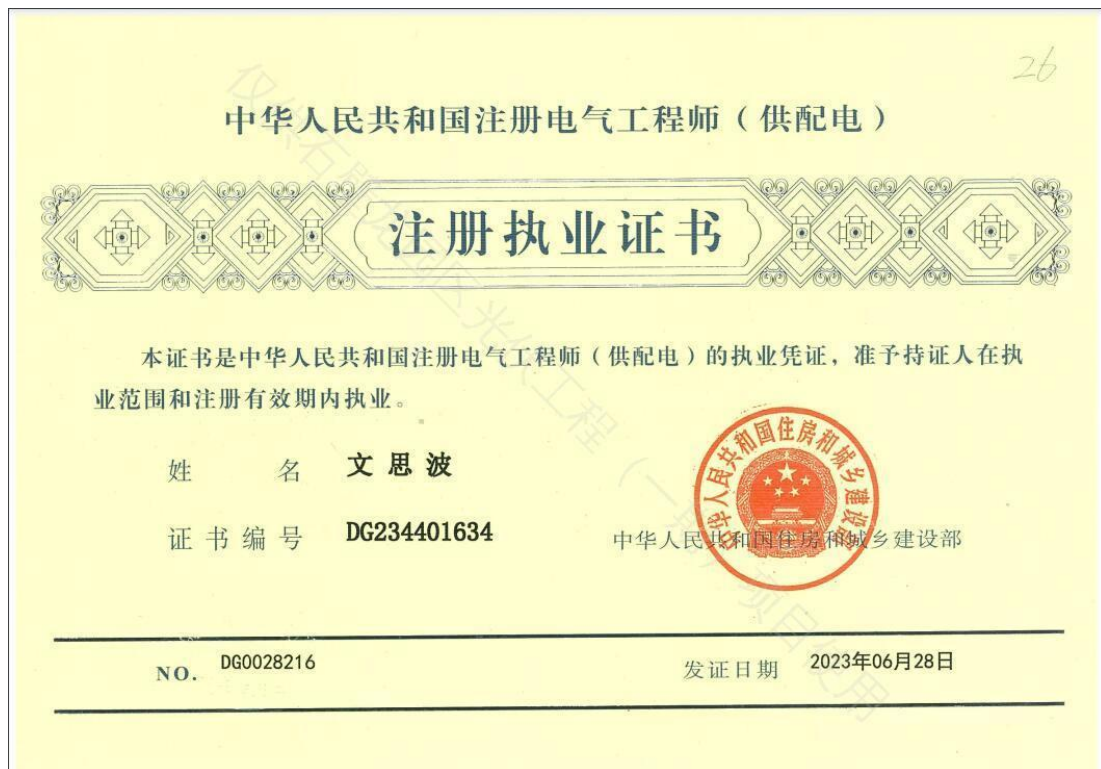 26
中华人民共和国注册电气工程师（供配电）
注册执业证书
本证书是中华人民共和国注册电气工程师（供配电）的执业凭证，准予持证人在执
业范围和注册有效期内执业。
姓 名 文思波
证书编号 DG234401634
中华人民共和国住房和城乡建设部
中华人民共和国住房和城乡建设部
NO. DG0028216
发证日期 2023年06月28日